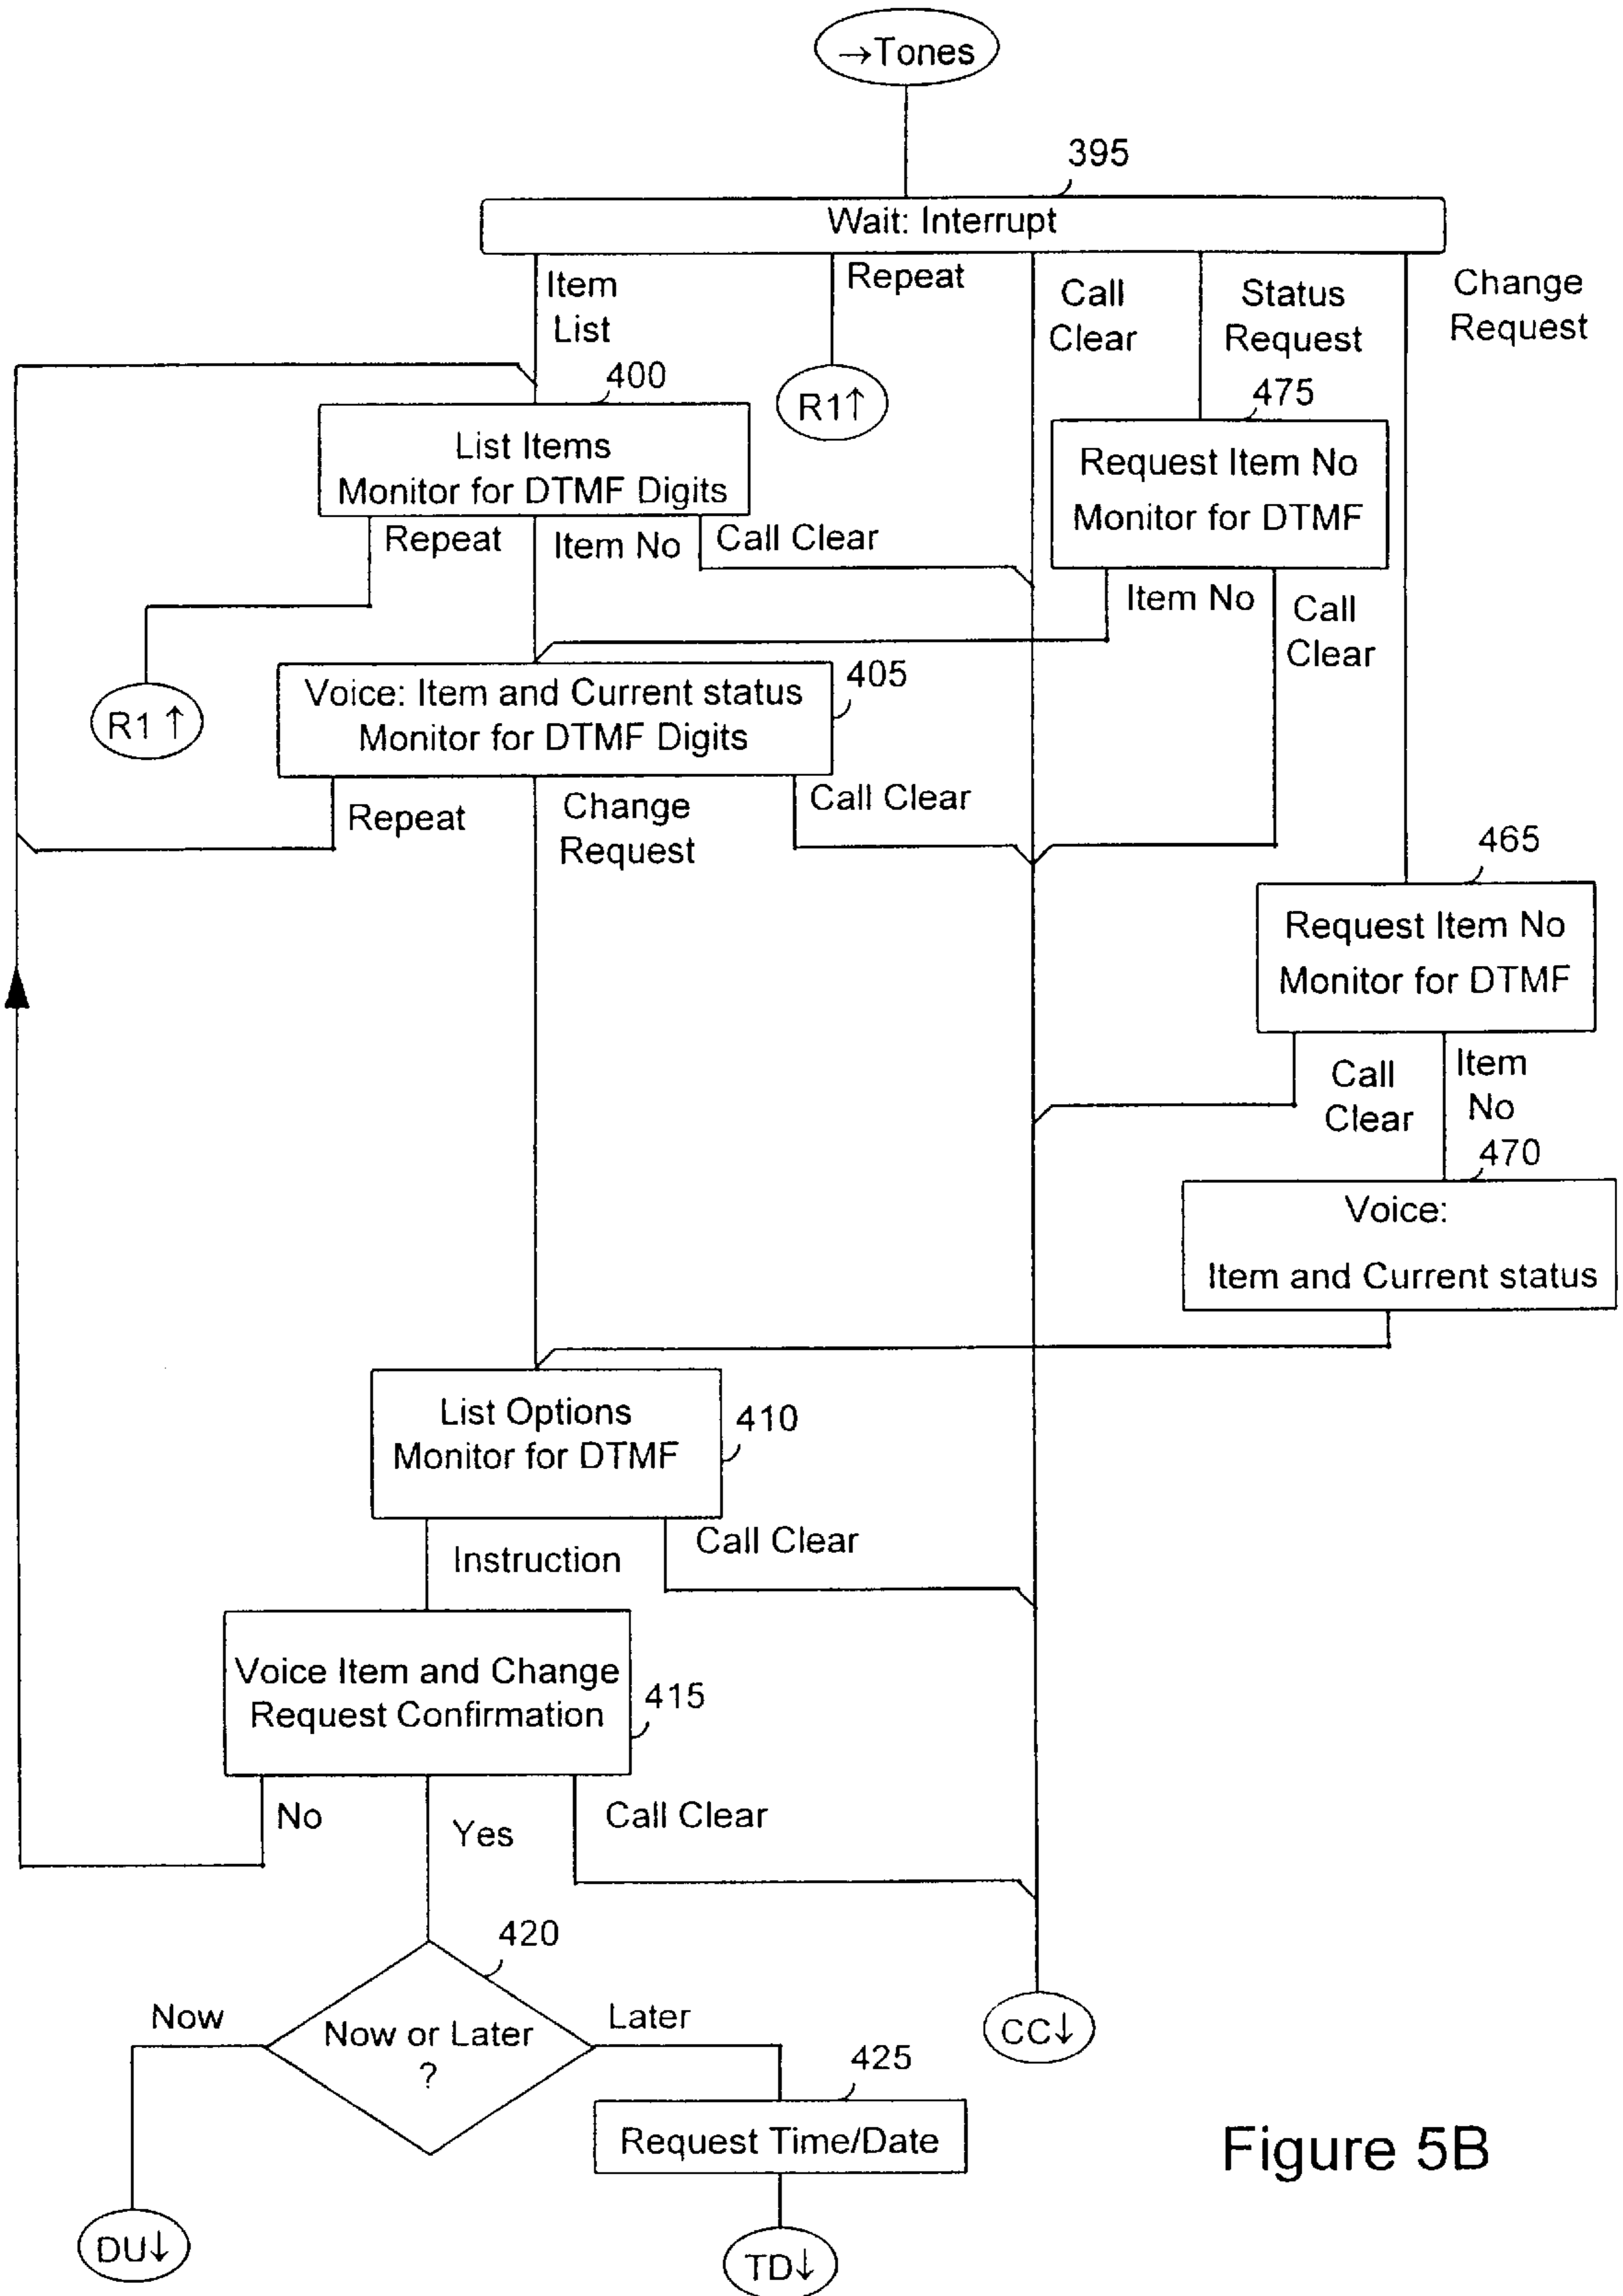 →Tones
395
Wait: Interrupt
Item
List
Repeat
Call
Clear
Status
Request
Change
Request
400
R1↑
475
List Items
Monitor for DTMF Digits
Request Item No
Monitor for DTMF
Repeat
Item No
Call Clear
Item No
Call
Clear
R1 ↑
405
Voice: Item and Current status
Monitor for DTMF Digits
Repeat
Change
Request
Call Clear
465
Request Item No
Monitor for DTMF
Call
Clear
Item
No
470
Voice:
Item and Current status
List Options
Monitor for DTMF
410
Instruction
Call Clear
Voice Item and Change
Request Confirmation
415
No
Yes
Call Clear
420
Now
Now or Later
?
Later
CC↓
425
Request Time/Date
DU↓
TD↓
Figure 5B